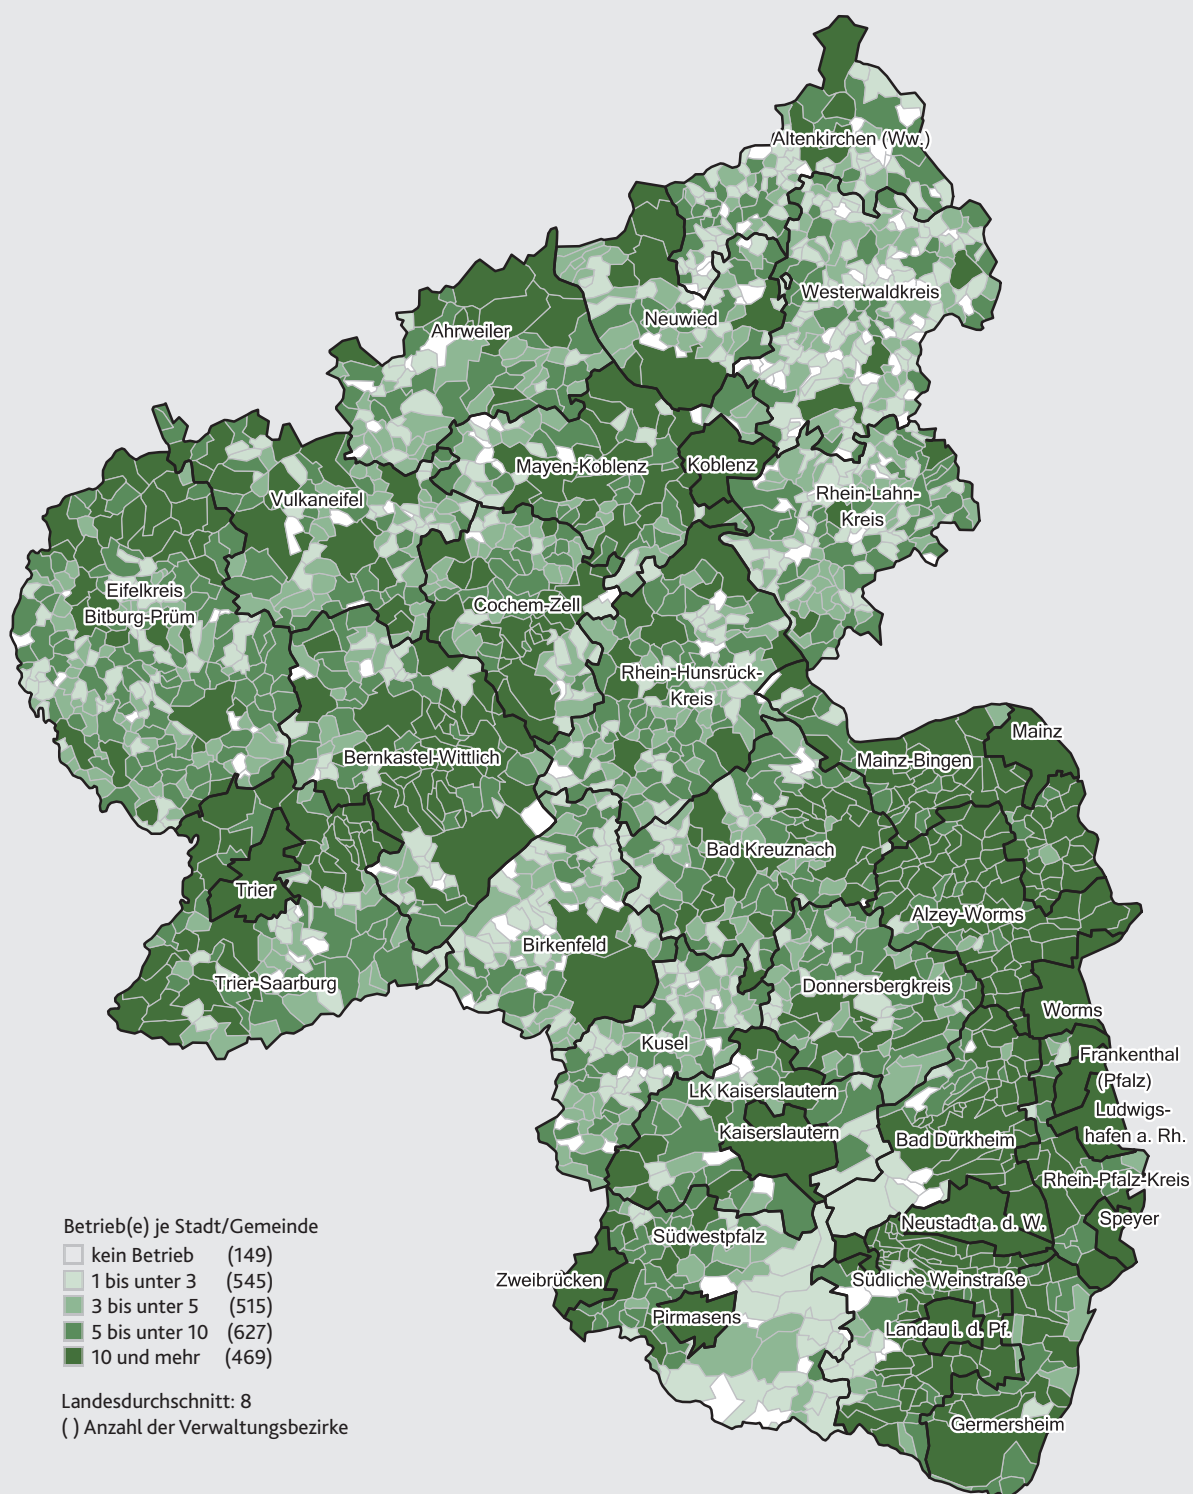 Altenkirchen (Ww.)
Westerwaldkreis
Neuwied
Ahrweiler
Mayen-Koblenz
Koblenz
Vulkaneifel
Rhein-Lahn-
Kreis
Eifelkreis
Bitburg-Prüm
Cochem-Zell
Rhein-Hunsrück-
Kreis
Mainz
Bernkastel-Wittlich
Mainz-Bingen
Bad Kreuznach
Trier
Alzey-Worms
Birkenfeld
Trier-Saarburg
Donnersbergkreis
Worms
Kusel
Frankenthal
(Pfalz)
LK Kaiserslautern
Ludwigs-
hafen a. Rh.
Kaiserslautern
Bad Dürkheim
Rhein-Pfalz-Kreis
Speyer
Neustadt a. d. W.
Südwestpfalz
Zweibrücken
Südliche Weinstraße
Pirmasens
Landau i. d. Pf.
Germersheim
Betrieb(e) je Stadt/Gemeinde
kein Betrieb (149)
1 bis unter 3 (545)
3 bis unter 5 (515)
5 bis unter 10 (627)
10 und mehr (469)
Landesdurchschnitt: 8
( ) Anzahl der Verwaltungsbezirke